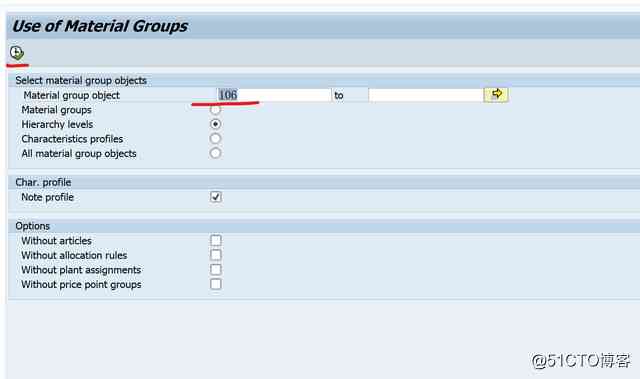 Use of Material Groups
Select material group objects
Material group object 106 to
Material groups
Hierarchy levels
Characteristics profiles
All material group objects
Char. profile
Note profile
Options
Without articles
Without allocation rules
Without plant assignments
Without price point groups
@51CTO博客